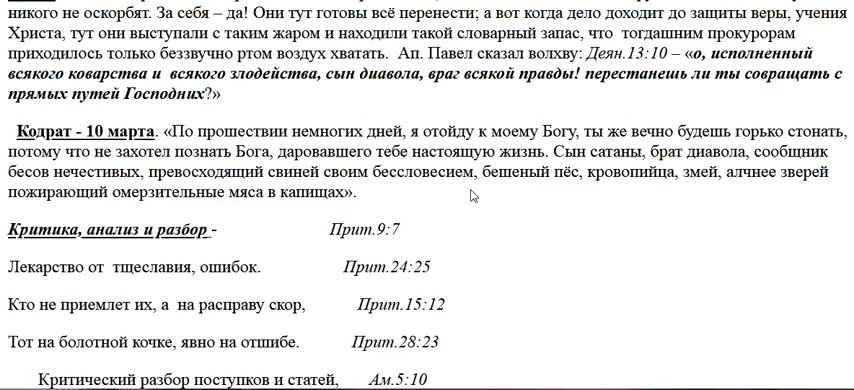 никого не оскорбят. За себя – да! Они тут готовы всё перенести; а вот когда дело доходит до защиты веры, учения
Христа, тут они выступали с таким жаром и находили такой словарный запас, что тогдашним прокурорам
приходилось только беззвучно ртом воздух хватать. Ап. Павел сказал волхву: Деян.13:10 – «о, исполненный
всякого коварства и всякого злодейства, сын диавола, враг всякой правды! перестанешь ли ты совращать с
прямых путей Господних?»
Кодрат - 10 марта. «По прошествии немногих дней, я отойду к моему Богу, ты же вечно будешь горько стонать,
потому что не захотел познать Бога, даровавшего тебе настоящую жизнь. Сын сатаны, брат диавола, сообщник
бесов нечестивых, превосходящий свиней своим бессловесием, бешеный пёс, кровопийца, змей, алчнее зверей
пожирающий омерзительные мяса в капищах».
Критика, анализ и разбор - Прит.9:7
Лекарство от тщеславия, ошибок. Прит.24:25
Кто не приемлет их, а на расправу скор, Прит.15:12
Тот на болотной кочке, явно на отшибе. Прит.28:23
Критический разбор поступков и статей, Ам.5:10